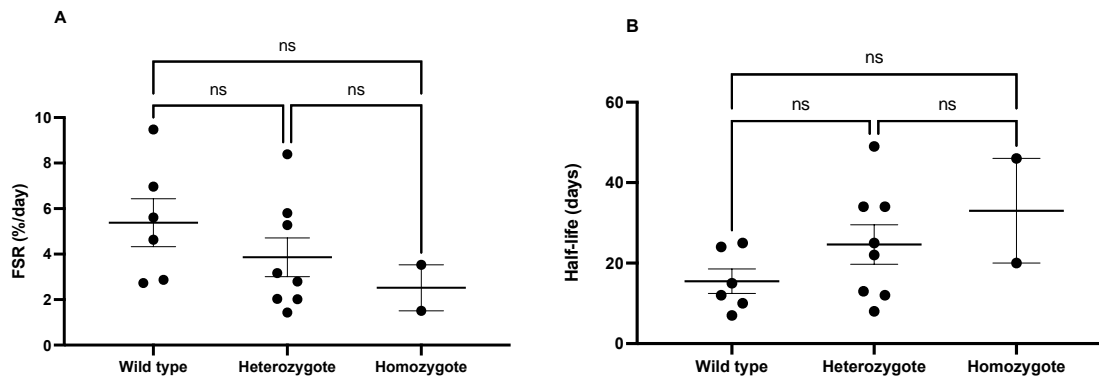 A
ns
ns
ns
FSR (%/day)
10
8
6
4
2
0
Wild type
Heterozygote
Homozygote
B
ns
ns
ns
Half-life (days)
60
40
20
0
Wild type
Heterozygote
Homozygote